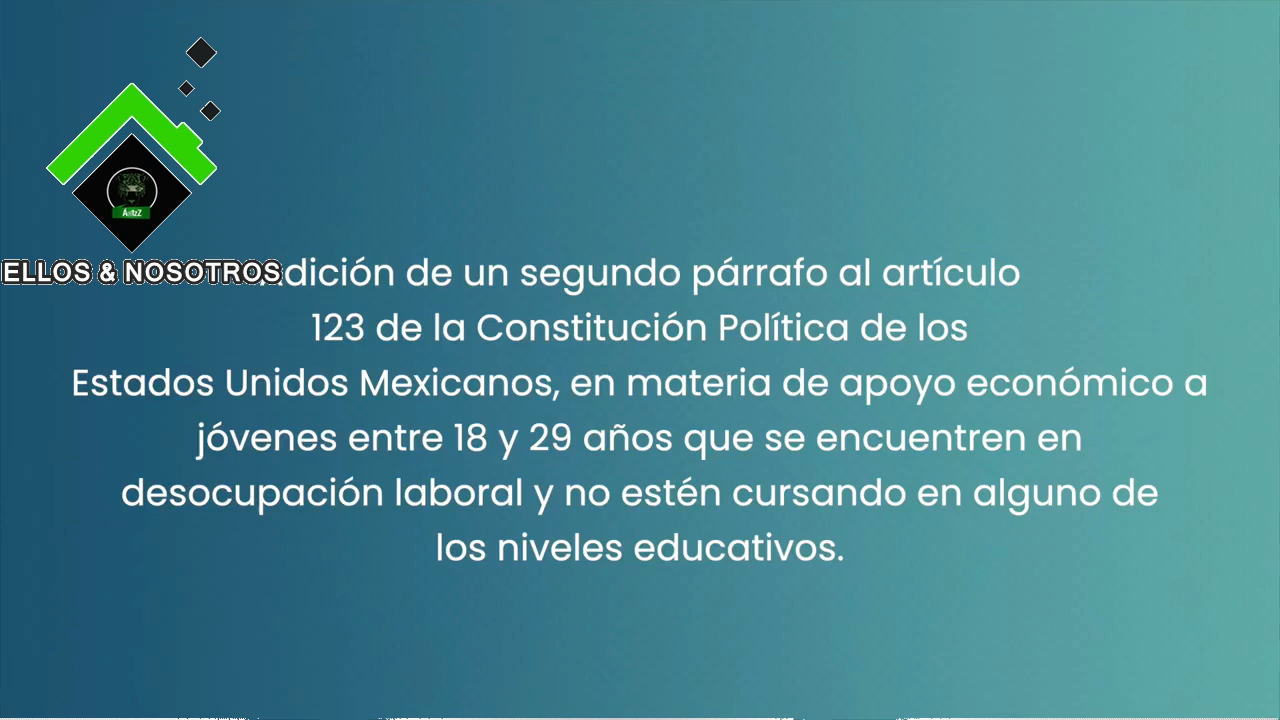 AztzZ
ELLOS & NOSOTROS
dición de un segundo párrafo al artículo
123 de la Constitución Política de los
Estados Unidos Mexicanos, en materia de apoyo económico a
jóvenes entre 18 y 29 años que se encuentren en
desocupación laboral y no estén cursando en alguno de
los niveles educativos.